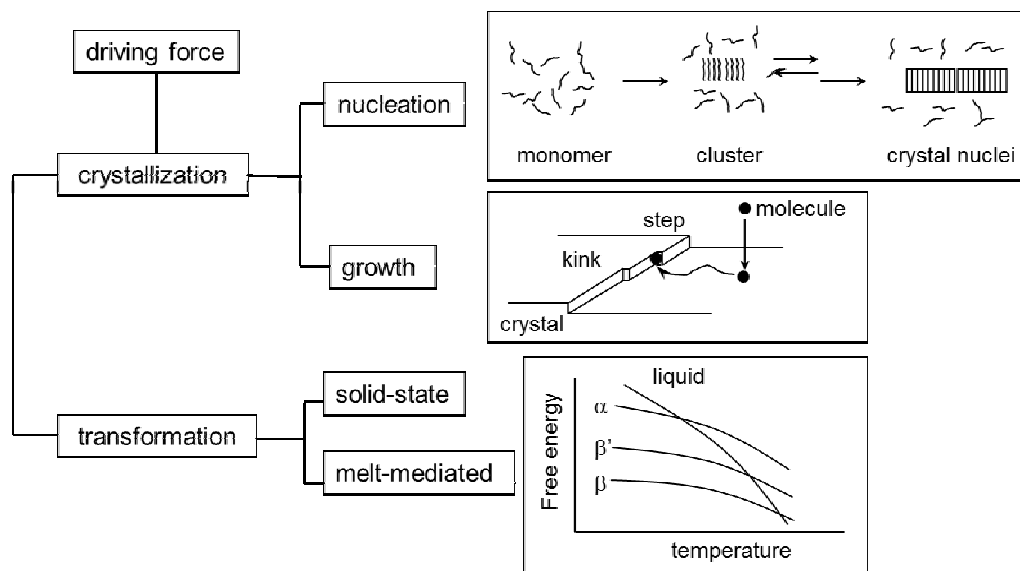 driving force
nucleation
crystallization
growth
solid-state
transformation
melt-mediated
monomer
cluster
crystal nuclei
step
molecule
kink
crystal
liquid
α
β’
β
Free energy
temperature